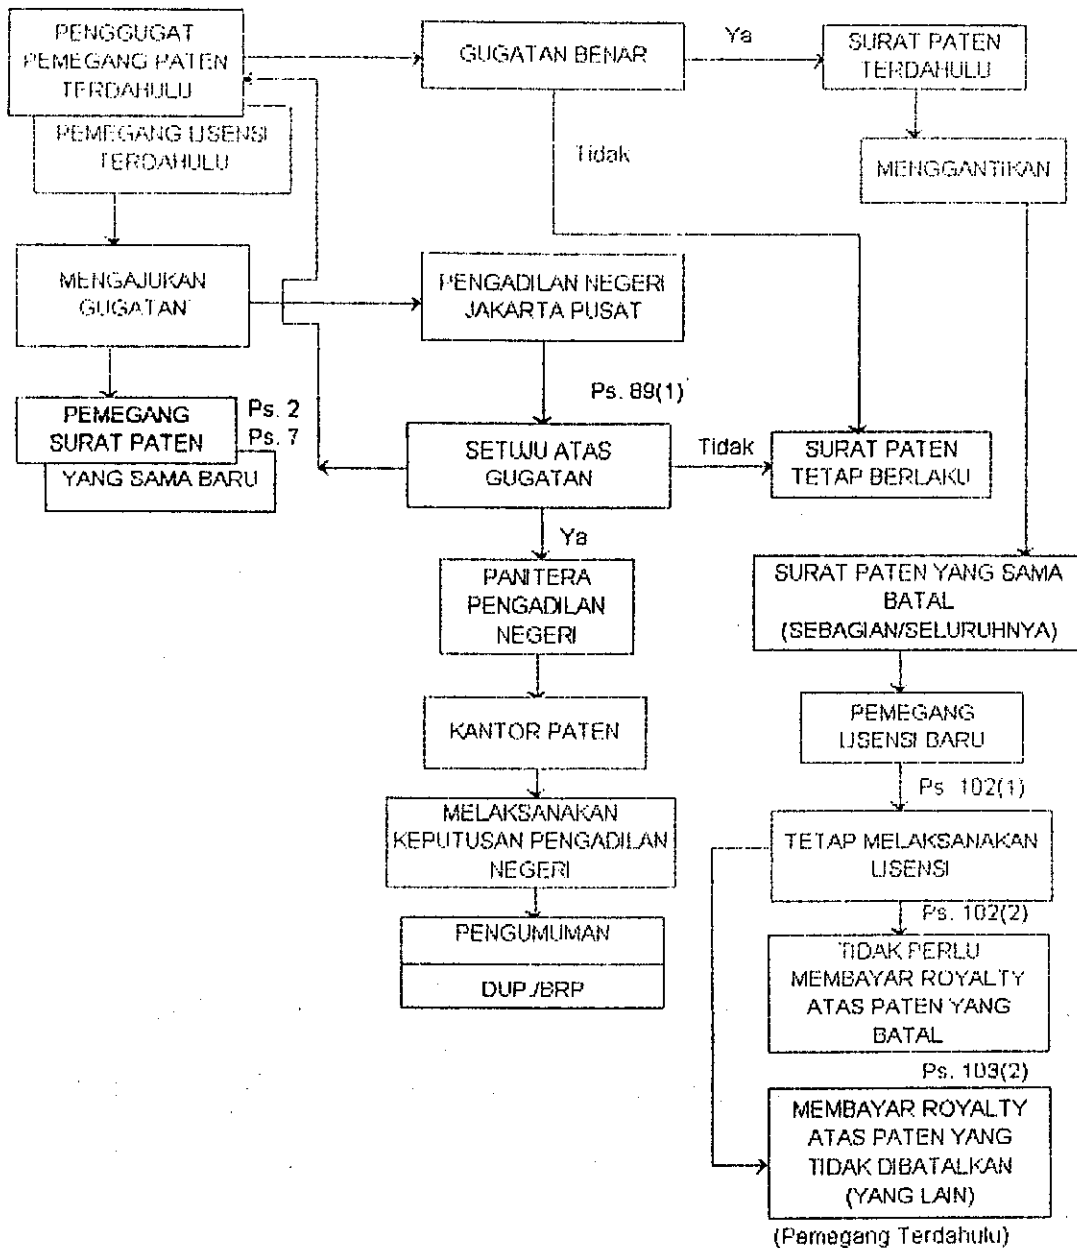 PENGGUGAT
PEMEGANG PATEN
TERDAHULU
PEMEGANG LISENSI
TERDAHULU
GUGATAN BENAR
Ya
SURAT PATEN
TERDAHULU
Tidak
MENGGANTIKAN
MENGAJUKAN
GUGATAN
PENGADILAN NEGERI
JAKARTA PUSAT
Ps. 89(1)
PEMEGANG
SURAT PATEN
Ps. 2
Ps. 7
YANG SAMA BARU
SETUJU ATAS
GUGATAN
Tidak
SURAT PATEN
TETAP BERLAKU
Ya
PANITERA
PENGADILAN
NEGERI
SURAT PATEN YANG SAMA
BATAL
(SEBAGIAN/SELURUHNYA)
KANTOR PATEN
PEMEGANG
LISENSI BARU
Ps. 102(1)
MELAKSANAKAN
KEPUTUSAN PENGADILAN
NEGERI
TETAP MELAKSANAKAN
LISENSI
Ps. 102(2)
PENGUMUMAN
DUP./BRP
TIDAK PERLU
MEMBAYAR ROYALTY
ATAS PATEN YANG
BATAL
Ps. 103(2)
MEMBAYAR ROYALTY
ATAS PATEN YANG
TIDAK DIBATALKAN
(YANG LAIN)
(Pemegang Terdahulu)